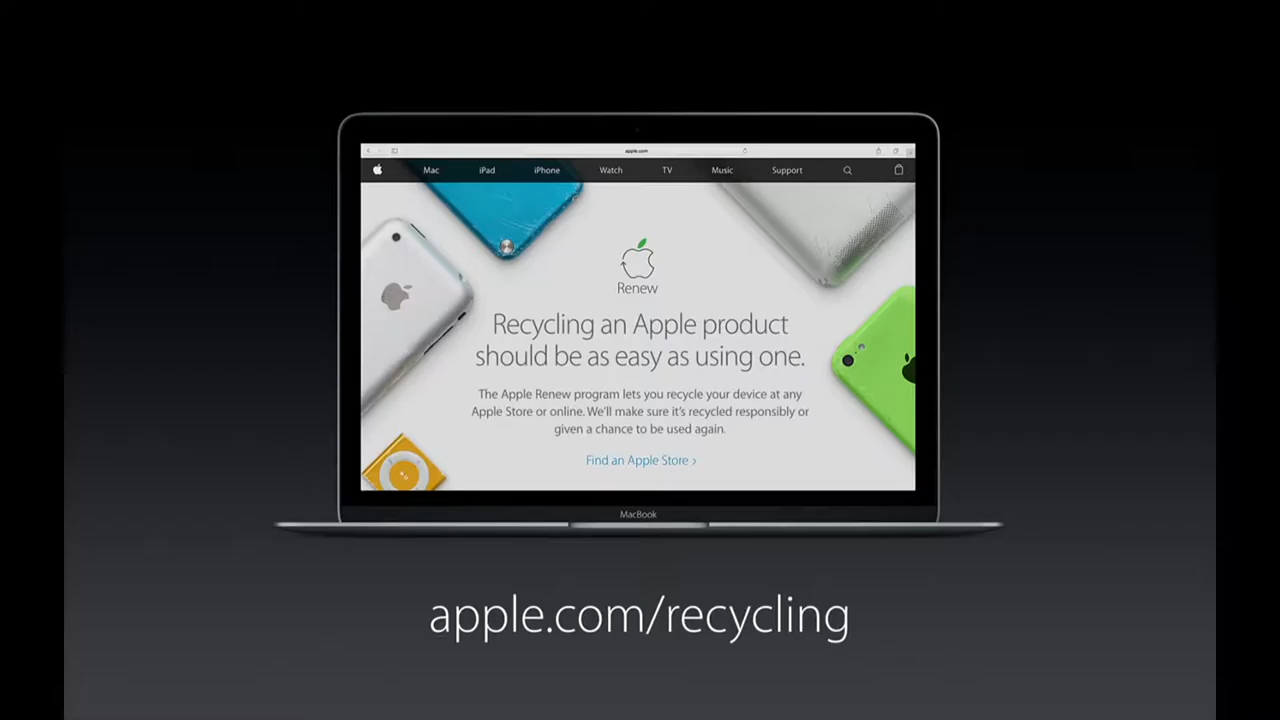 apple.com
Mac iPad iPhone Watch TV Music Support
Renew
Recycling an Apple product
should be as easy as using one.
The Apple Renew program lets you recycle your device at any
Apple Store or online. We'll make sure it's recycled responsibly or
given a chance to be used again.
Find an Apple Store >
MacBook
apple.com/recycling